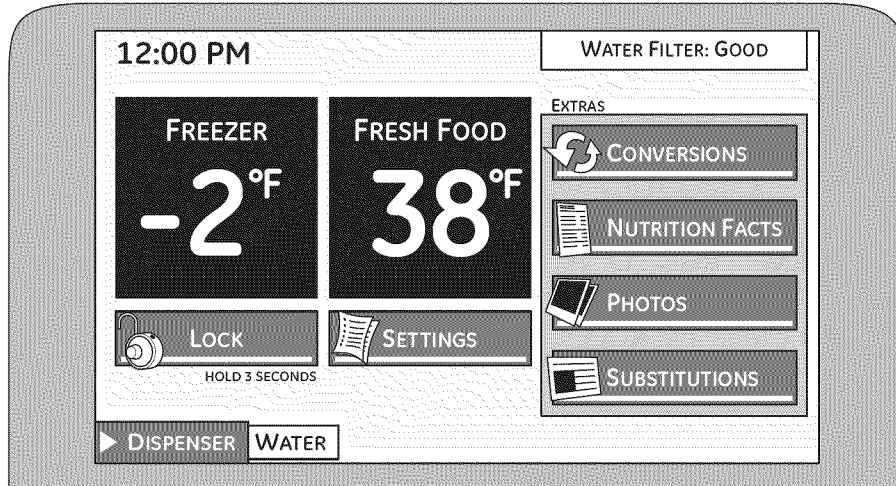 12:00 PM
WATER FILTER: GOOD
FREEZER
-2°F
FRESH FOOD
38°F
EXTRAS
CONVERSIONS
NUTRITION FACTS
PHOTOS
SUBSTITUTIONS
LOCK
HOLD 3 SECONDS
SETTINGS
DISPENSER
WATER